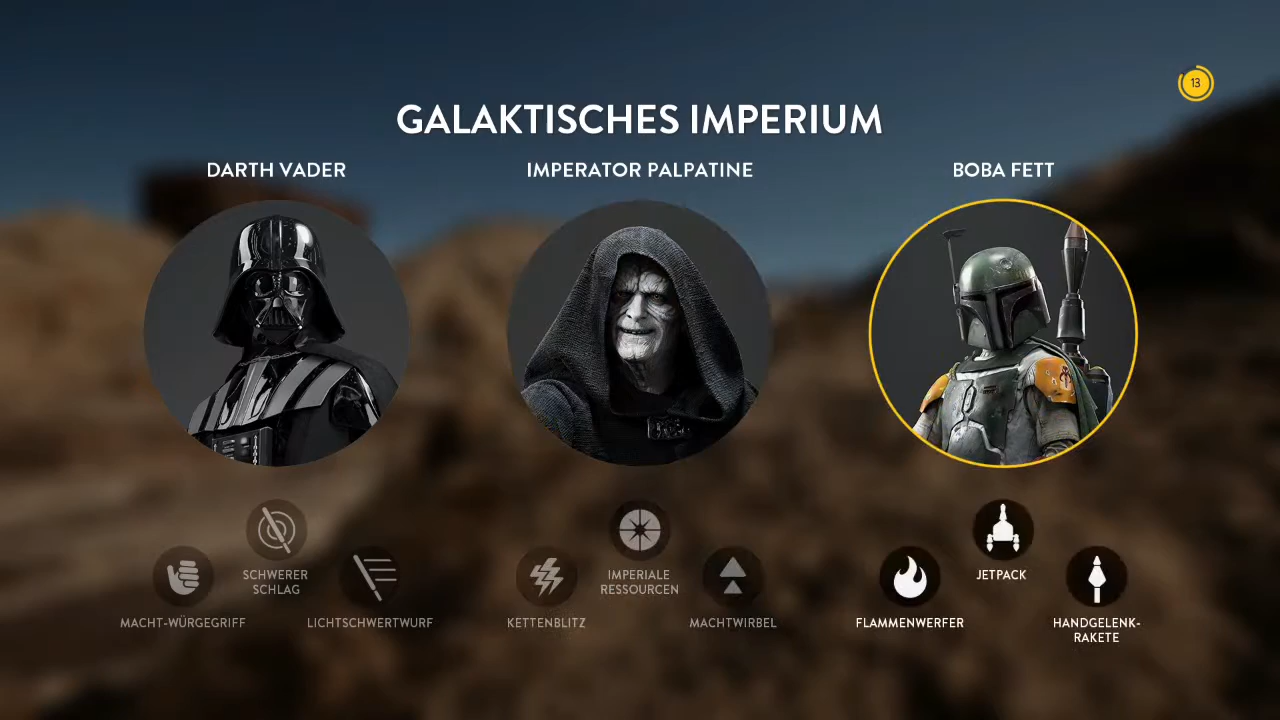 13
GALAKTISCHES IMPERIUM
DARTH VADER
IMPERATOR PALPATINE
BOBA FETT
SCHWERER
SCHLAG
MACHT-WÜRGEGRIFF
LICHTSCHWERTWURF
IMPERIALE
RESSOURCEN
KETTENBLITZ
MACHTWIRBEL
JETPACK
FLAMMENWERFER
HANDGELENK-
RAKETE